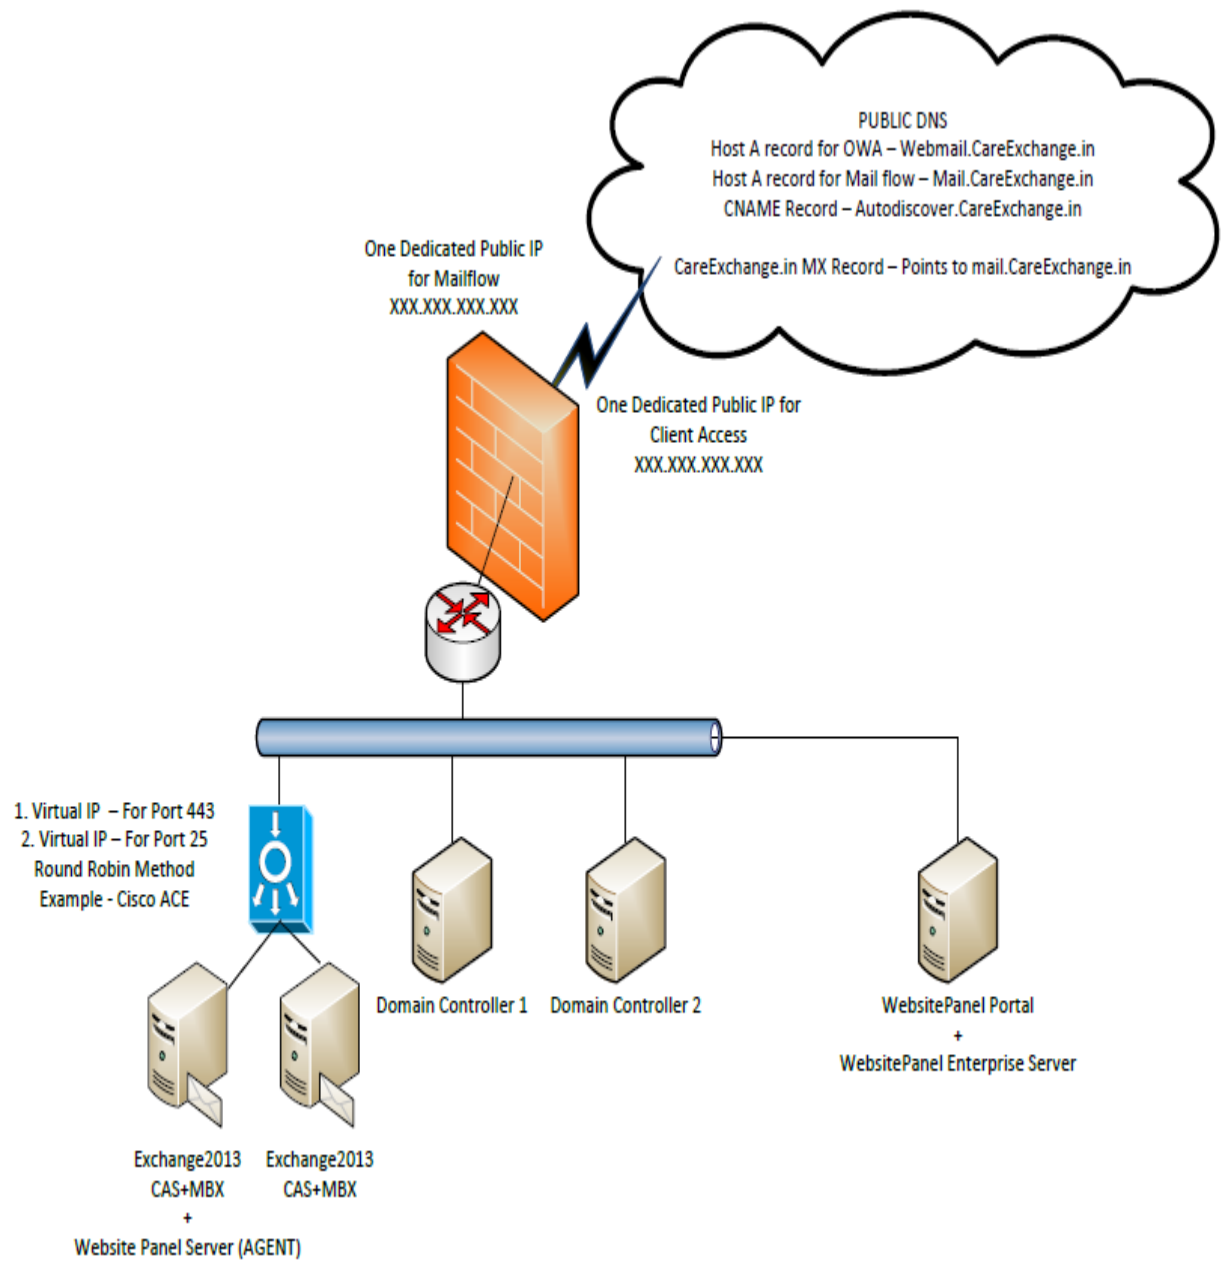 PUBLIC DNS
Host A record for OWA – Webmail.CareExchange.in
Host A record for Mail flow – Mail.CareExchange.in
CNAME Record – Autodiscover.CareExchange.in
CareExchange.in MX Record – Points to mail.CareExchange.in
One Dedicated Public IP
for Mailflow
XXX.XXX.XXX.XXX
One Dedicated Public IP for
Client Access
XXX.XXX.XXX.XXX
1. Virtual IP – For Port 443
2. Virtual IP – For Port 25
Round Robin Method
Example - Cisco ACE
Domain Controller 1
Domain Controller 2
WebsitePanel Portal
+
WebsitePanel Enterprise Server
Exchange2013
CAS+MBX
+
Website Panel Server (AGENT)
Exchange2013
CAS+MBX